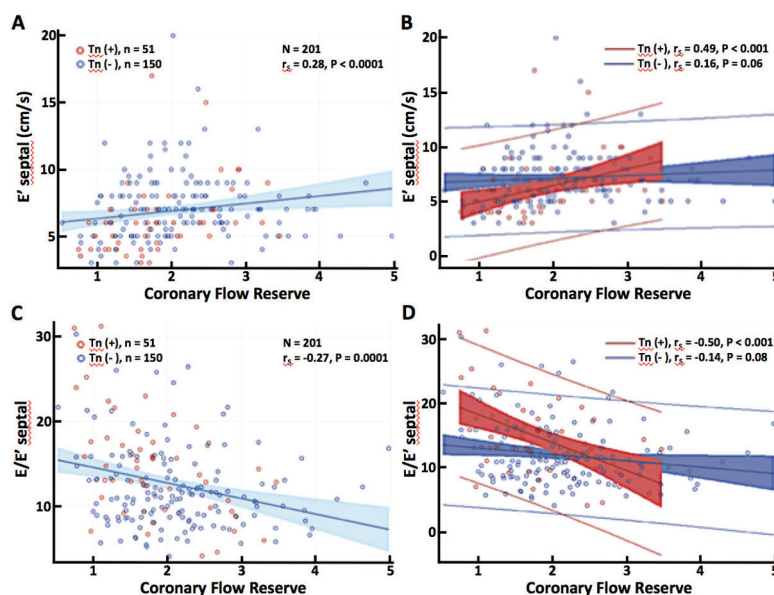 A
Tn (+), n = 51
Tn (-), n = 150
N = 201
rs = 0.28, P < 0.0001
20
15
10
5
E’ septal (cm/s)
1 2 3 4 5
Coronary Flow Reserve
B
Tn (+), rs = 0.49, P < 0.001
Tn (-), rs = 0.16, P = 0.06
20
15
10
5
0
E’ septal (cm/s)
1 2 3 4 5
Coronary Flow Reserve
C
Tn (+), n = 51
Tn (-), n = 150
N = 201
rs = -0.27, P = 0.0001
30
20
10
E/E’ septal
1 2 3 4 5
Coronary Flow Reserve
D
Tn (+), rs = -0.50, P < 0.001
Tn (-), rs = -0.14, P = 0.08
30
20
10
0
E/E’ septal
1 2 3 4 5
Coronary Flow Reserve